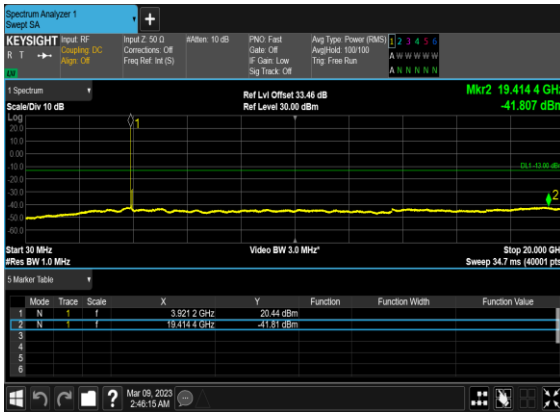 Spectrum Analyzer 1
Swept SA
+
KEYSIGHT
R T
LW
Input: RF
Coupling: DC
Align: Off
Input Z: 50 Ω
Corrections: Off
Freq Ref: Int (S)
#Atten: 10 dB
PNO: Fast
Gate: Off
IF Gain: Low
Sig Track: Off
Avg Type: Power (RMS)
Avg|Hold: 100/100
Trig: Free Run
1 2 3 4 5 6
A W W W W W
A N N N N N
1 Spectrum
Scale/Div 10 dB
Ref Lvl Offset 33.46 dB
Ref Level 30.00 dBm
Mkr2 19.414 4 GHz
-41.807 dBm
Log
20.0
10.0
0.00
-10.0
-20.0
-30.0
-40.0
-50.0
-60.0
1
DL1 -13.00 dBm
2
Start 30 MHz
#Res BW 1.0 MHz
Video BW 3.0 MHz*
Stop 20.000 GHz
Sweep 34.7 ms (40001 pts)
5 Marker Table
Mode Trace Scale X Y Function Function Width Function Value
1 N 1 f 3.921 2 GHz 20.44 dBm
2 N 1 f 19.414 4 GHz -41.81 dBm
3
4
5
6
?
Mar 09, 2023
2:46:15 AM